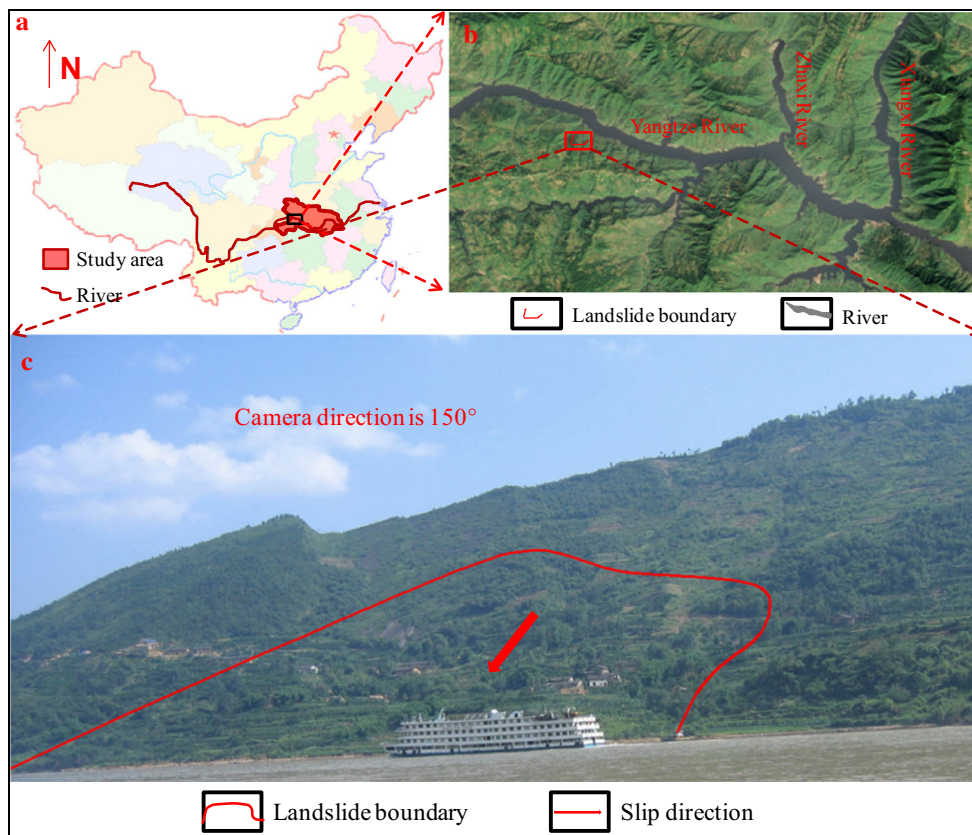 a
N
Study area
River
b
Yangtze River
Zhaxi River
Xiangxi River
Landslide boundary
River
c
Camera direction is 150°
Landslide boundary
Slip direction